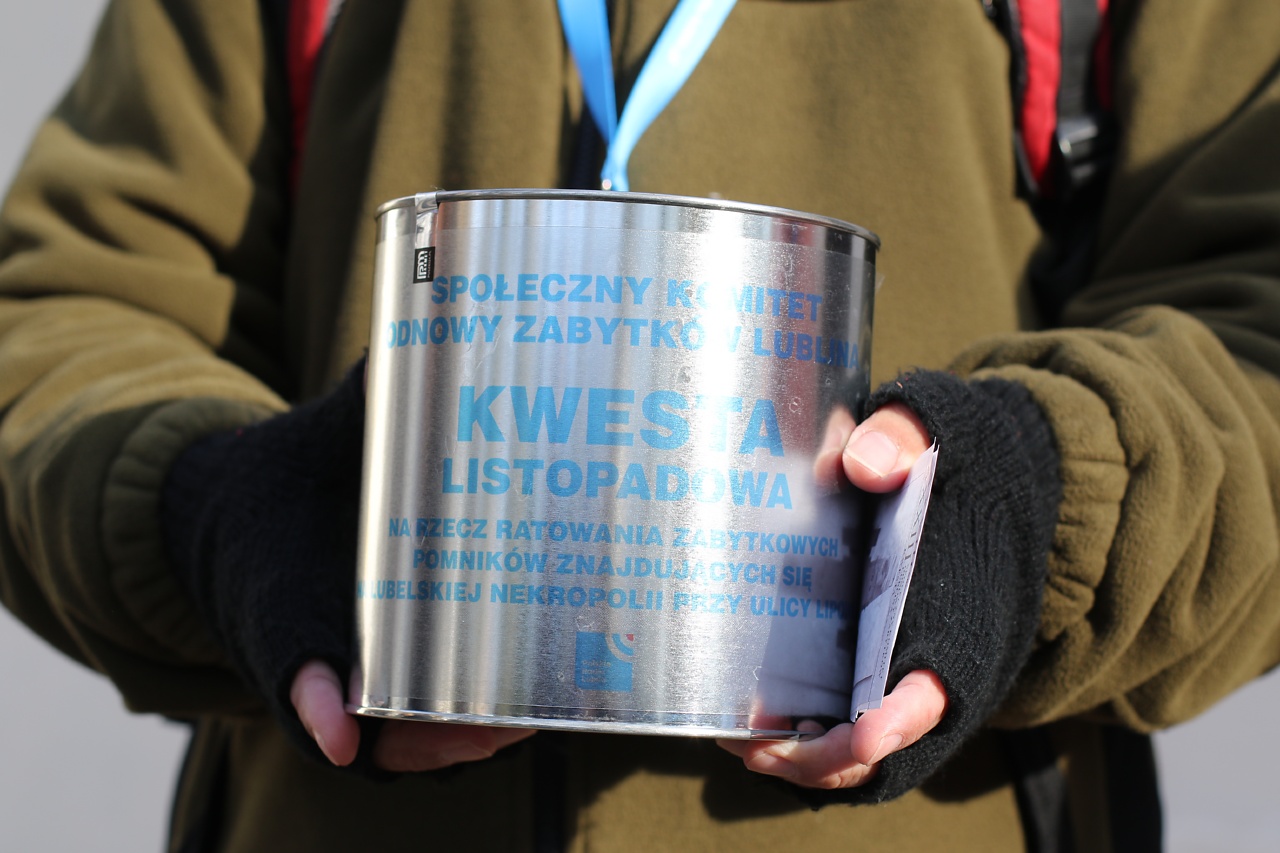 SPOŁECZNY KOMITET
ODNOWY ZABYTKÓW LUBLINA
KWESTA
LISTOPADOWA
NA RZECZ RATOWANIA ZABYTKOWYCH
POMNIKÓW ZNAJDUJĄCYCH SIĘ
LUBELSKIEJ NEKROPOLII PRZY ULICY